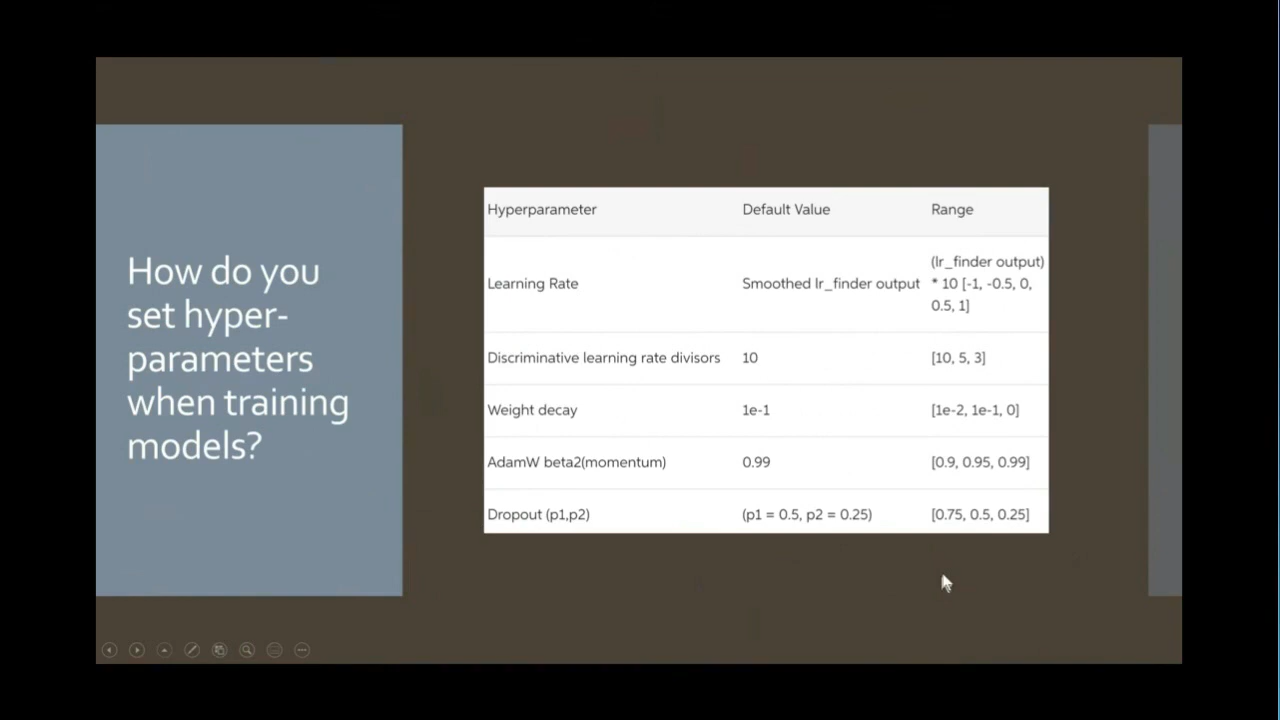 How do you
set hyper-
parameters
when training
models?
Hyperparameter Default Value Range
Learning Rate Smoothed lr_finder output (lr_finder output)
* 10 [-1, -0.5, 0,
0.5, 1]
Discriminative learning rate divisors 10 [10, 5, 3]
Weight decay 1e-1 [1e-2, 1e-1, 0]
AdamW beta2(momentum) 0.99 [0.9, 0.95, 0.99]
Dropout (p1,p2) (p1 = 0.5, p2 = 0.25) [0.75, 0.5, 0.25]